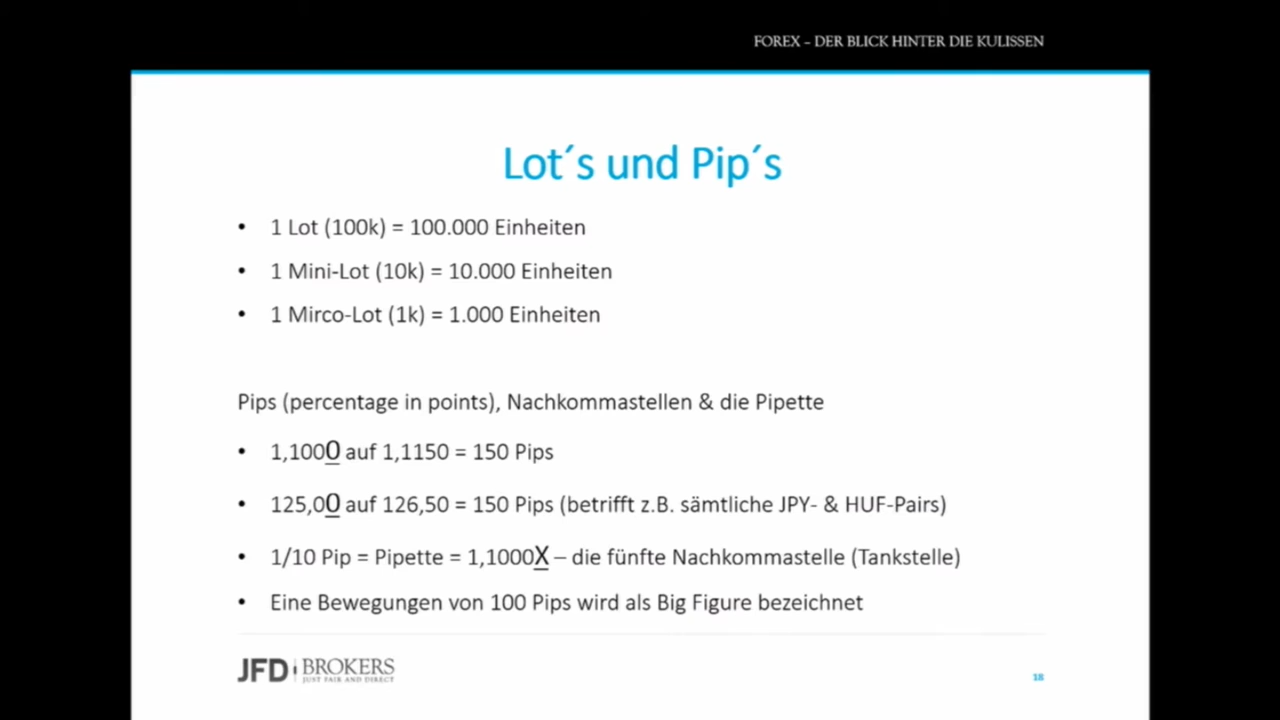 FOREX – DER BLICK HINTER DIE KULISSEN
Lot´s und Pip´s
• 1 Lot (100k) = 100.000 Einheiten
• 1 Mini-Lot (10k) = 10.000 Einheiten
• 1 Mirco-Lot (1k) = 1.000 Einheiten
Pips (percentage in points), Nachkommastellen & die Pipette
• 1,1000 auf 1,1150 = 150 Pips
• 125,00 auf 126,50 = 150 Pips (betrifft z.B. sämtliche JPY- & HUF-Pairs)
• 1/10 Pip = Pipette = 1,1000X – die fünfte Nachkommastelle (Tankstelle)
• Eine Bewegungen von 100 Pips wird als Big Figure bezeichnet
JFD BROKERS
JUST FAIR AND DIRECT
18